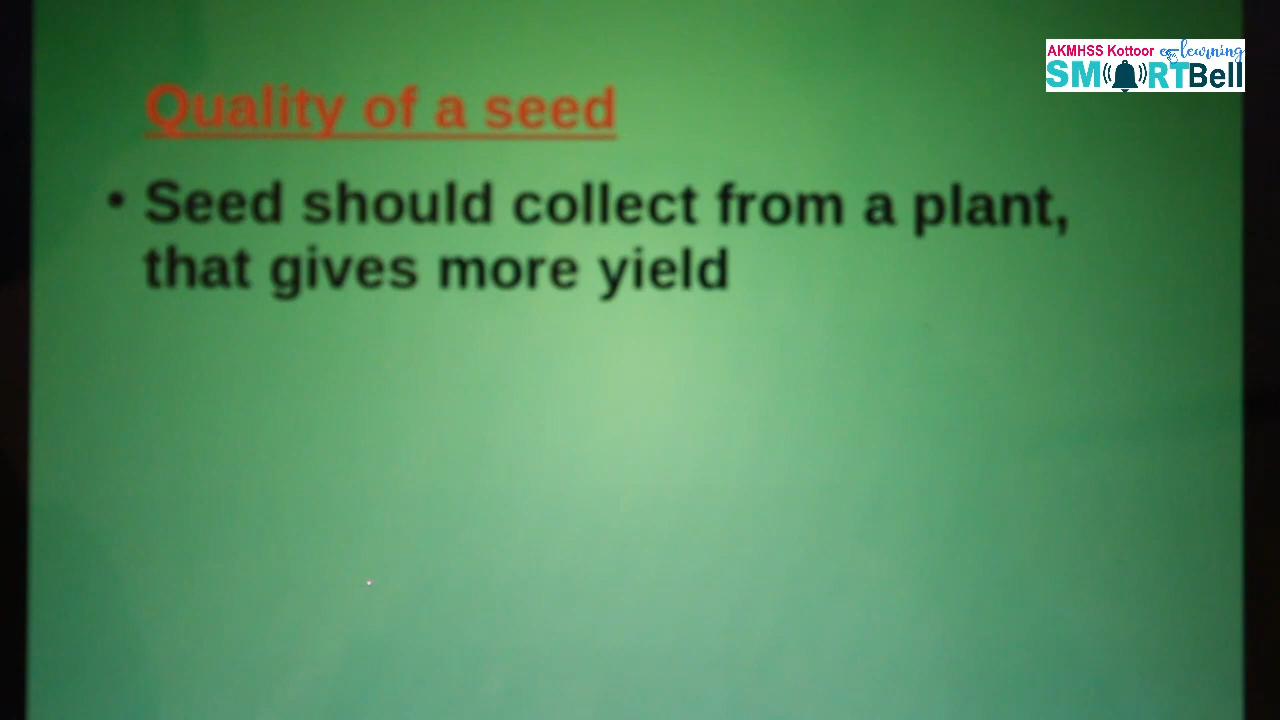 AKMHSS Kottoor e-learning
SMARTBell
Quality of a seed
• Seed should collect from a plant,
that gives more yield